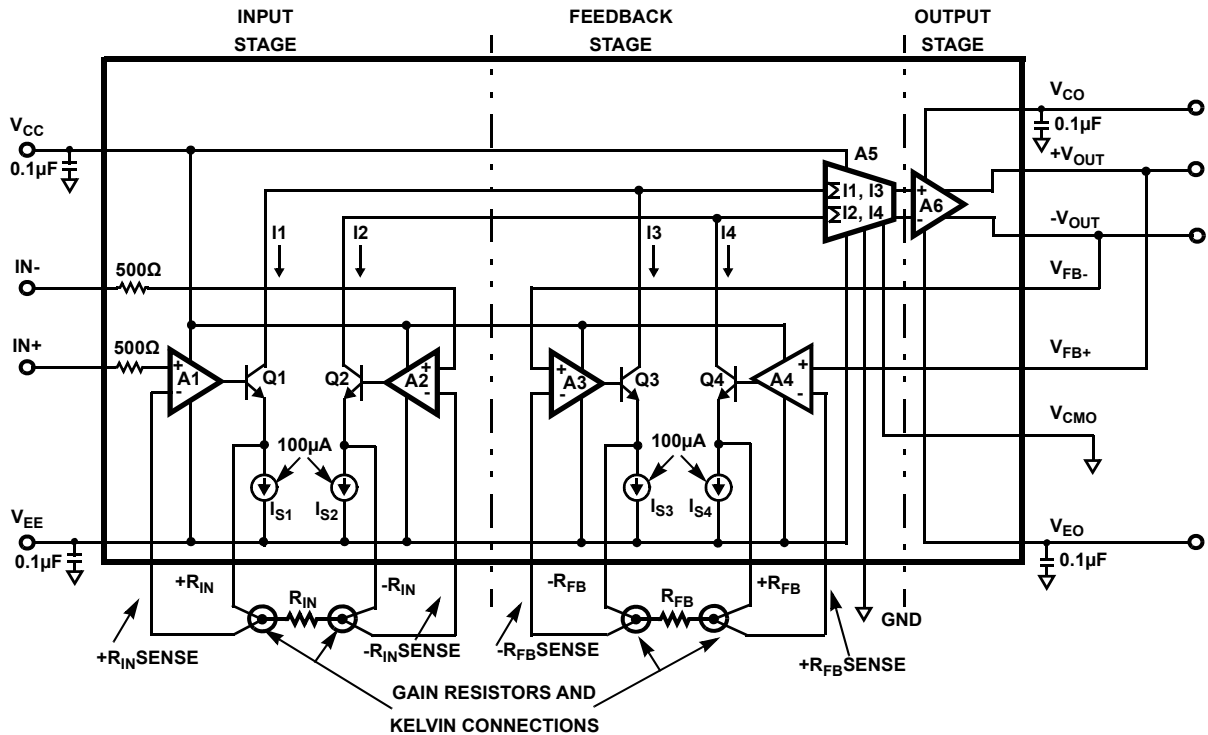 INPUT
STAGE
FEEDBACK
STAGE
OUTPUT
STAGE
VCC
0.1µF
VCO
0.1µF
+VOUT
A5
ΣI1, I3
ΣI2, I4
+
-
A6
-VOUT
I1
I2
I3
I4
VFB-
IN-
500Ω
IN+
500Ω
+
-
A1
Q1
Q2
A2
+
-
+
-
A3
Q3
Q4
A4
+
-
VFB+
VCMO
100µA
100µA
IS1
IS2
IS3
IS4
VEE
0.1µF
VEO
0.1µF
+RIN
-RIN
-RFB
+RFB
RIN
RFB
GND
+RINSENSE
-RINSENSE
-RFBSENSE
+RFBSENSE
GAIN RESISTORS AND
KELVIN CONNECTIONS